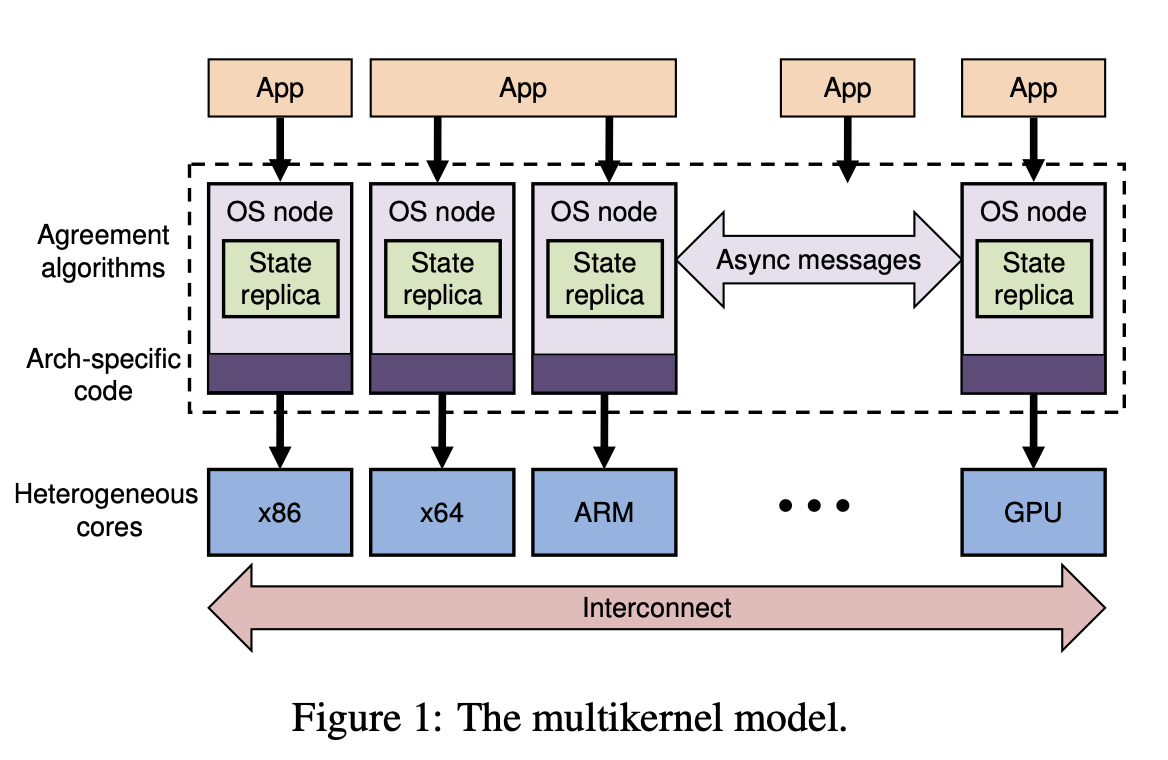 App
App
App
App
Agreement
algorithms
OS node
State
replica
OS node
State
replica
OS node
State
replica
Async messages
OS node
State
replica
Arch-specific
code
Heterogeneous
cores
x86
x64
ARM
GPU
Interconnect
Figure 1: The multikernel model.